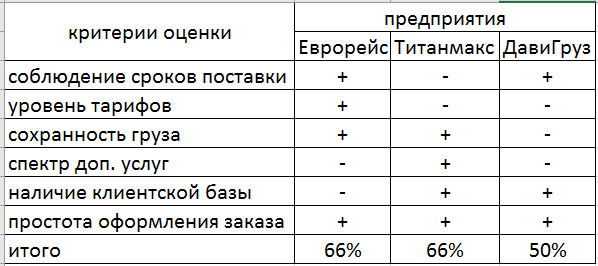 критерии оценки предприятия
Еврорейс Титанмакс ДавиГруз
соблюдение сроков поставки + - +
уровень тарифов + - -
сохранность груза + + -
спектр доп. услуг - + -
наличие клиентской базы - + +
простота оформления заказа + + +
итого 66% 66% 50%